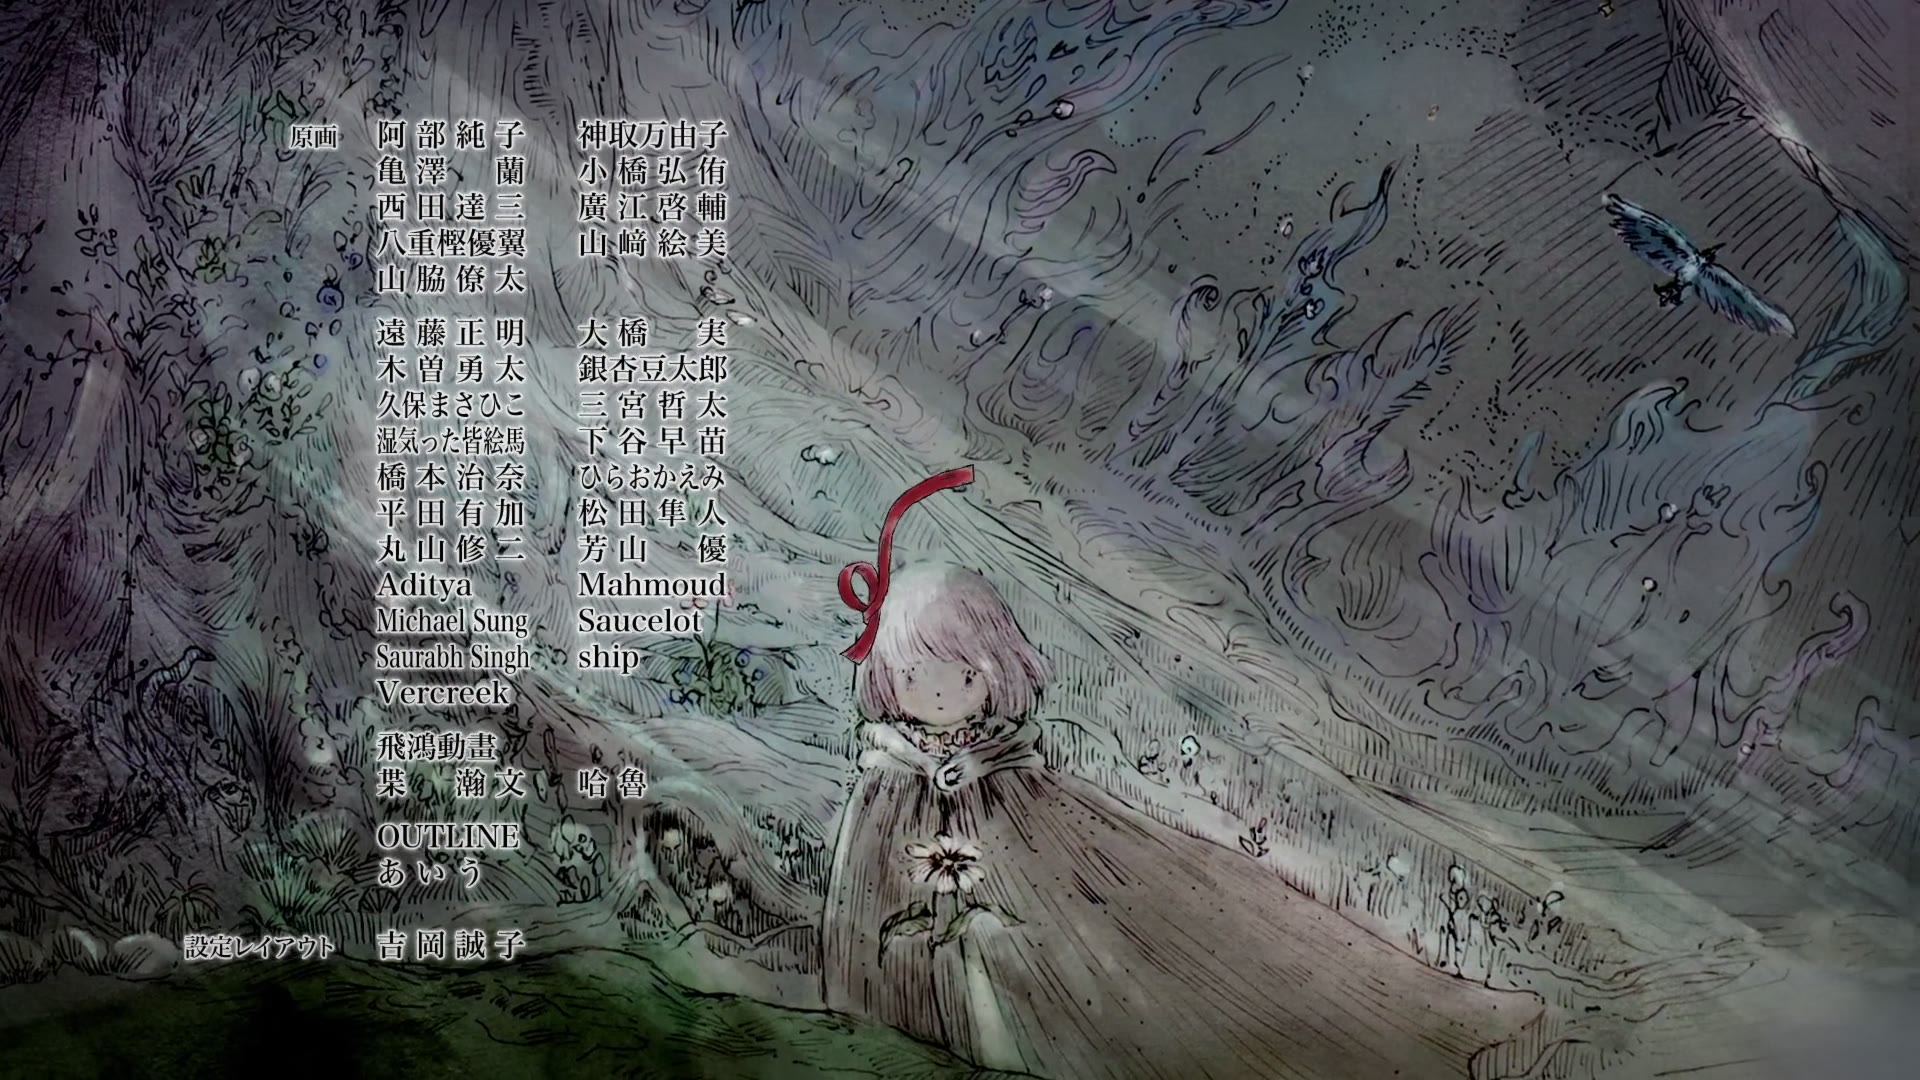 原画 阿部純子 神取万由子
亀澤蘭 小橋弘侑
西田達三 廣江啓輔
八重樫優翼 山﨑絵美
山脇僚太
遠藤正明 大橋実
木曽勇太 銀杏豆太郎
久保まさひこ 三宮哲太
湿気った皆絵馬 下谷早苗
橋本治奈 ひらおかえみ
平田有加 松田隼人
丸山修二 芳山優
Aditya Mahmoud
Michael Sung Saucelot
Saurabh Singh ship
Vercreek
飛鴻動畫
瀚文 哈魯
OUTLINE
あいう
設定レイアウト 吉岡誠子